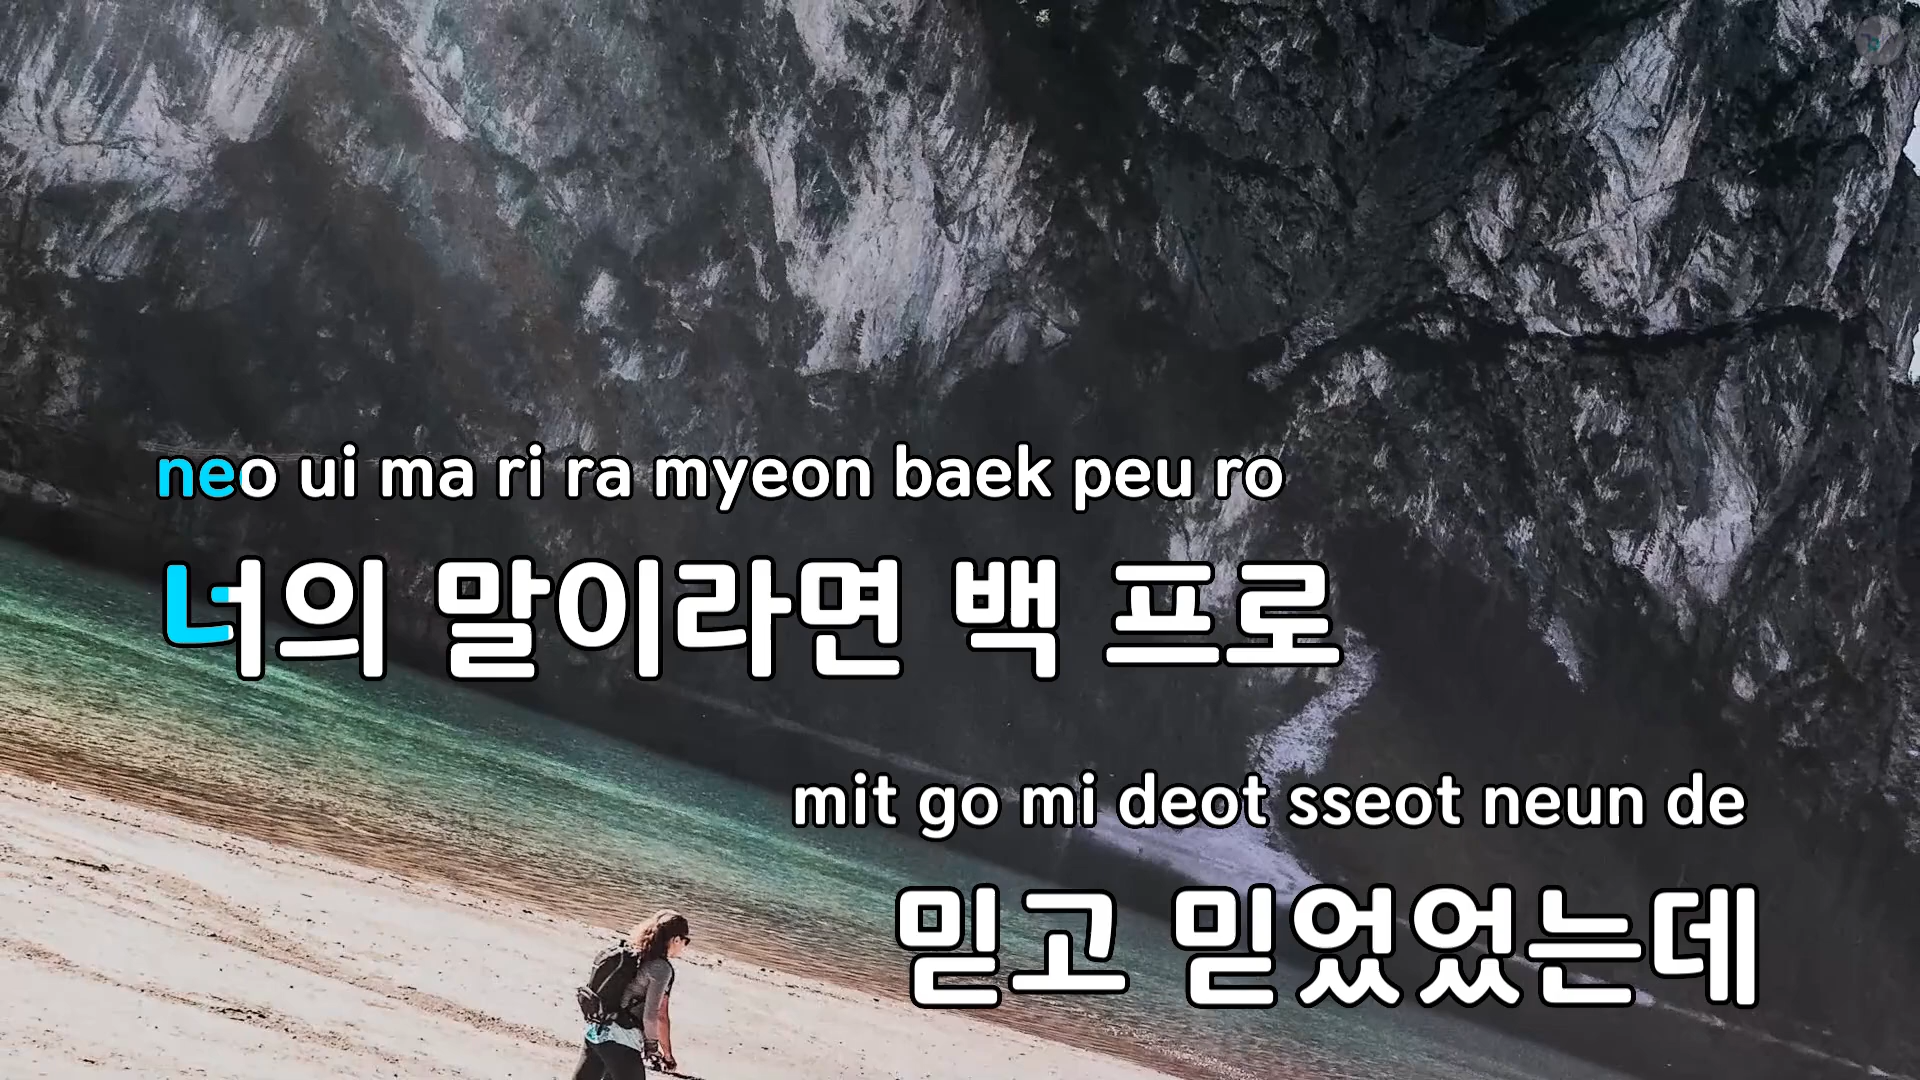 neo ui ma ri ra myeon baek peu ro
너의 말이라면 백 프로
mit go mi deot sseot neun de
믿고 믿었었는데